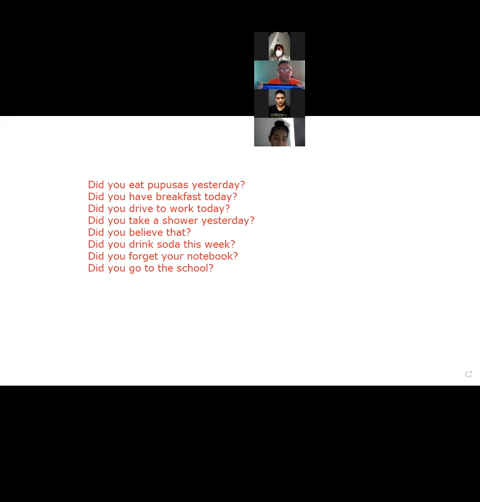 Did you eat pupusas yesterday?
Did you have breakfast today?
Did you drive to work today?
Did you take a shower yesterday?
Did you believe that?
Did you drink soda this week?
Did you forget your notebook?
Did you go to the school?